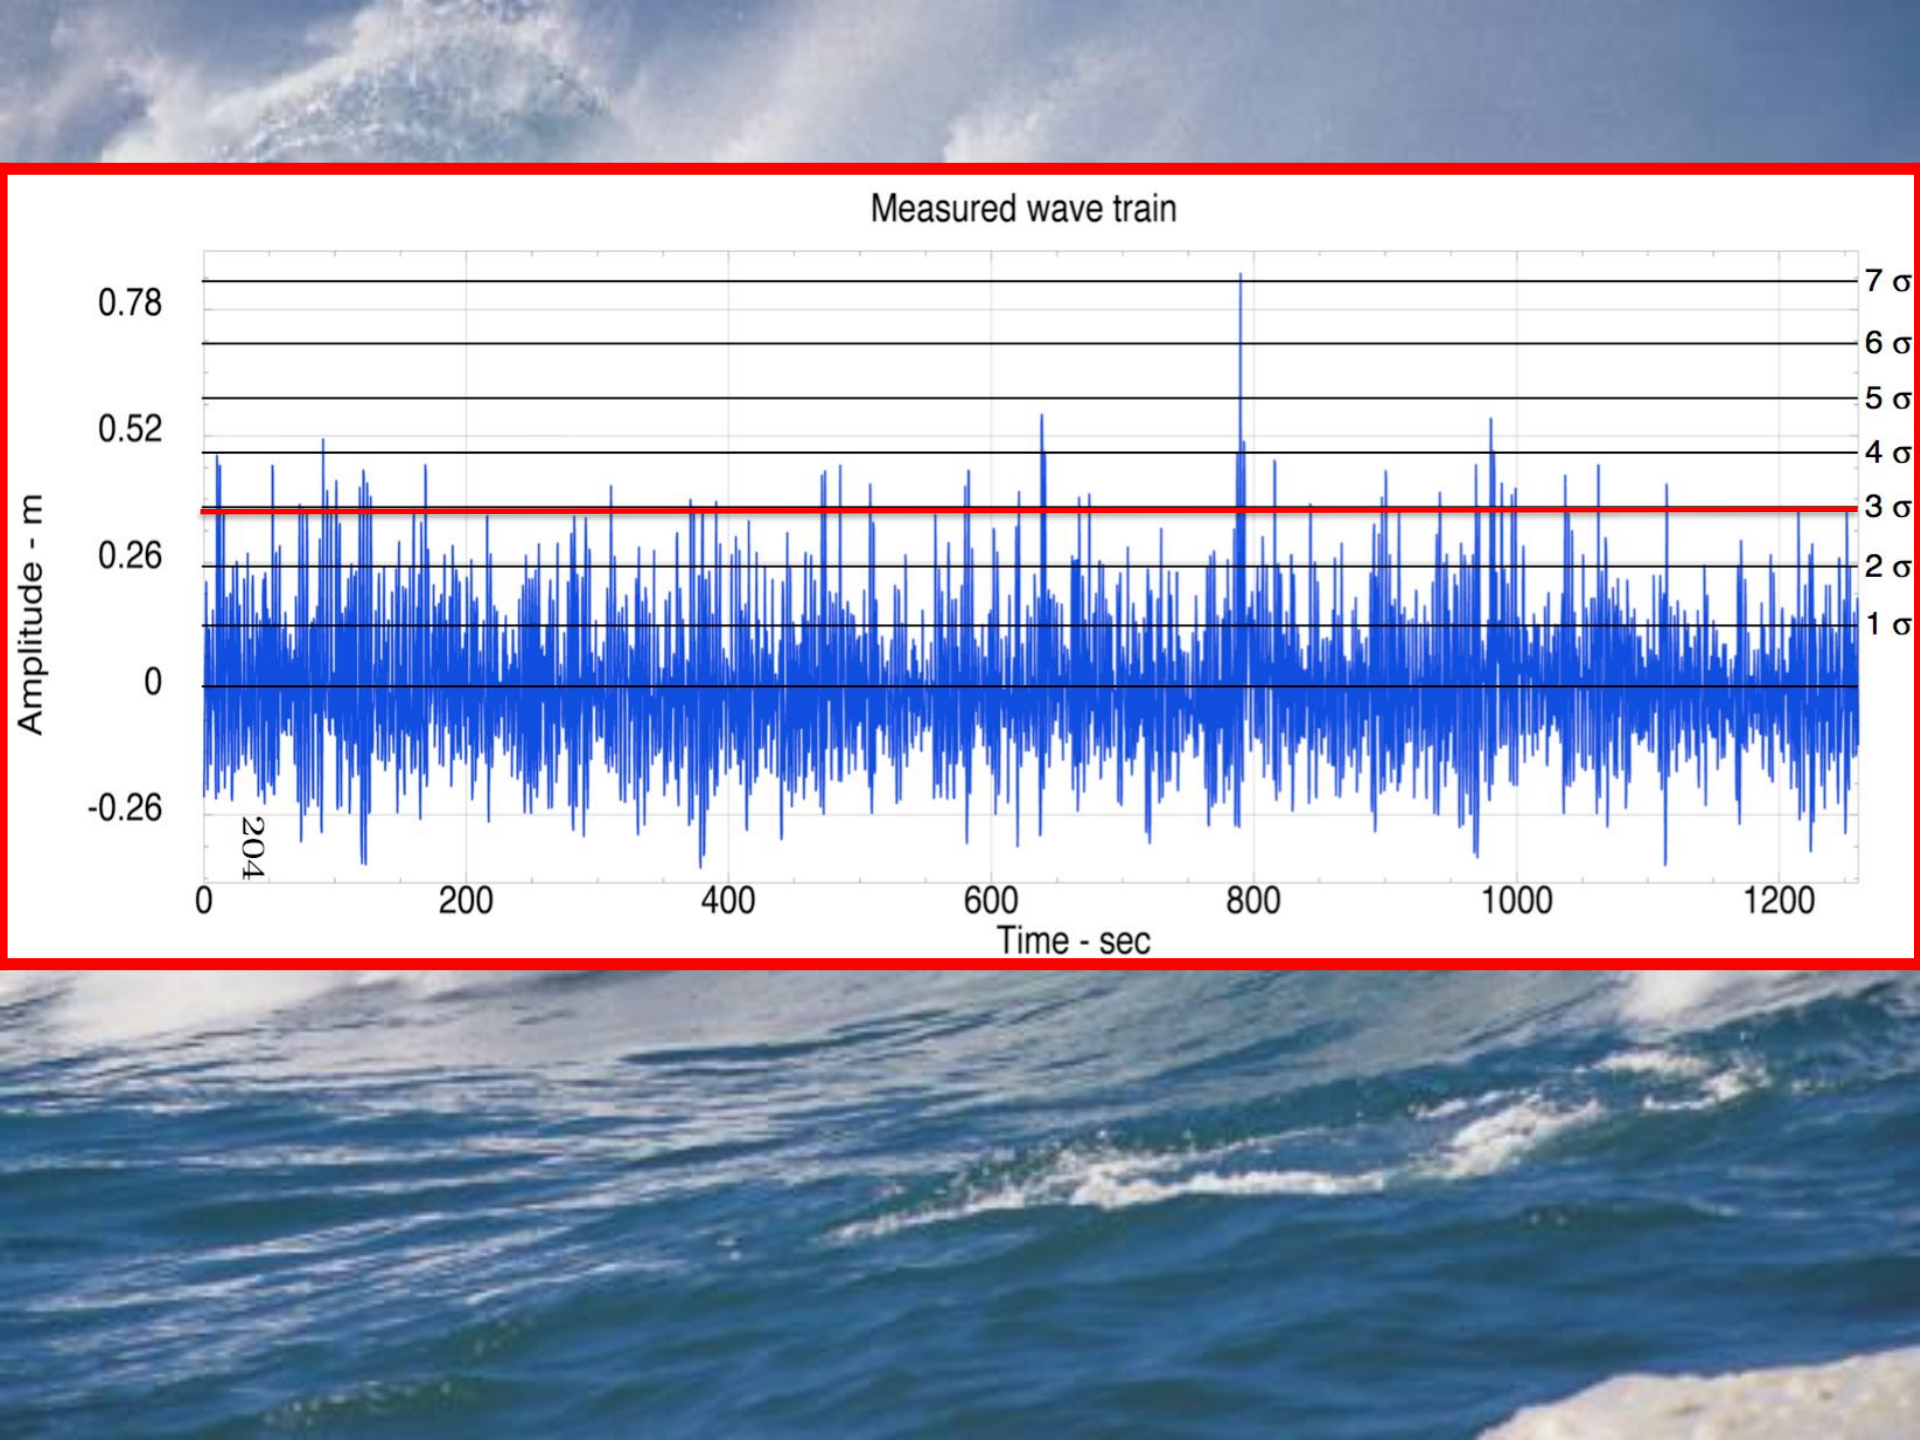 Measured wave train
0.78
0.52
0.26
0
-0.26
Amplitude - m
7 σ
6 σ
5 σ
4 σ
3 σ
2 σ
1 σ
204
0 200 400 600 800 1000 1200
Time - sec